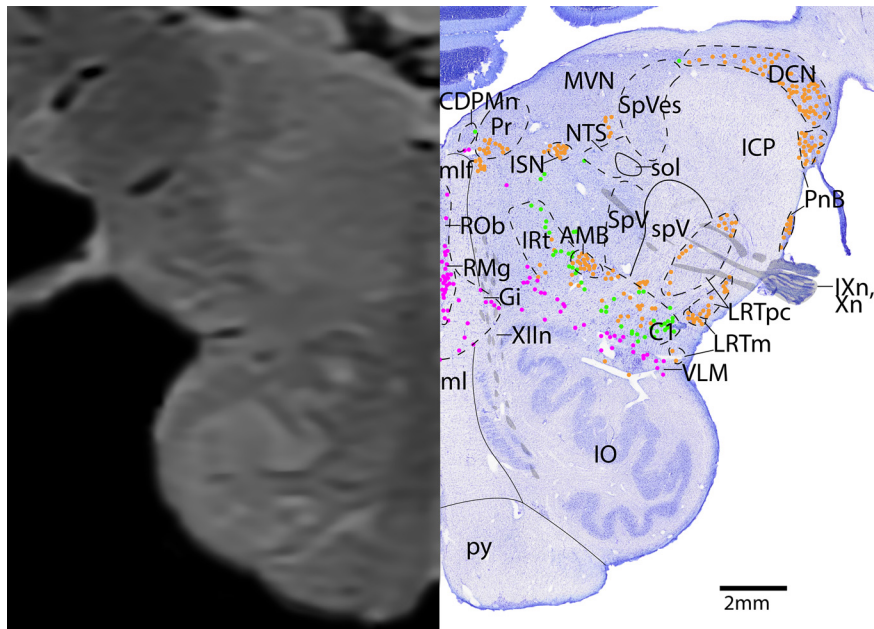 DCN
MVN
CDPMn
SpVes
Pr
NTS
ICP
ISN
sol
mlf
PnB
SpV
spV
ROb
IRt
AMB
RMg
IXn,
Xn
Gi
LRTpc
C1
XIIn
LRTm
ml
VLM
IO
py
2mm